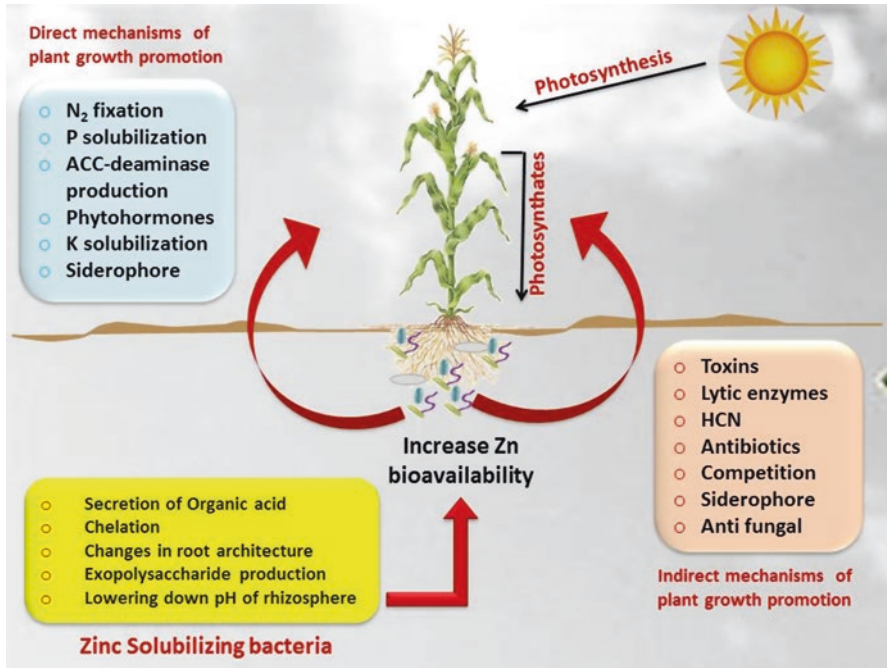 Direct mechanisms of
plant growth promotion
N₂ fixation
P solubilization
ACC-deaminase
production
Phytohormones
K solubilization
Siderophore
Photosynthesis
Photosynthates
Increase Zn
bioavailability
Toxins
Lytic enzymes
HCN
Antibiotics
Competition
Siderophore
Anti fungal
Indirect mechanisms of
plant growth promotion
Secretion of Organic acid
Chelation
Changes in root architecture
Exopolysaccharide production
Lowering down pH of rhizosphere
Zinc Solubilizing bacteria